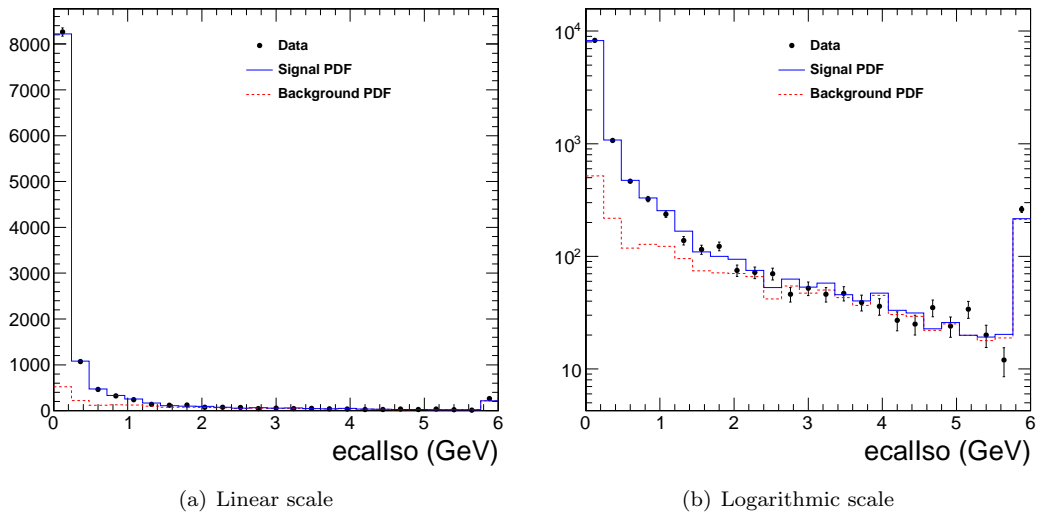 8000
7000
6000
5000
4000
3000
2000
1000
0
Data
Signal PDF
Background PDF
0 1 2 3 4 5 6
ecalIso (GeV)
(a) Linear scale
10⁴
10³
10²
10
Data
Signal PDF
Background PDF
0 1 2 3 4 5 6
ecalIso (GeV)
(b) Logarithmic scale